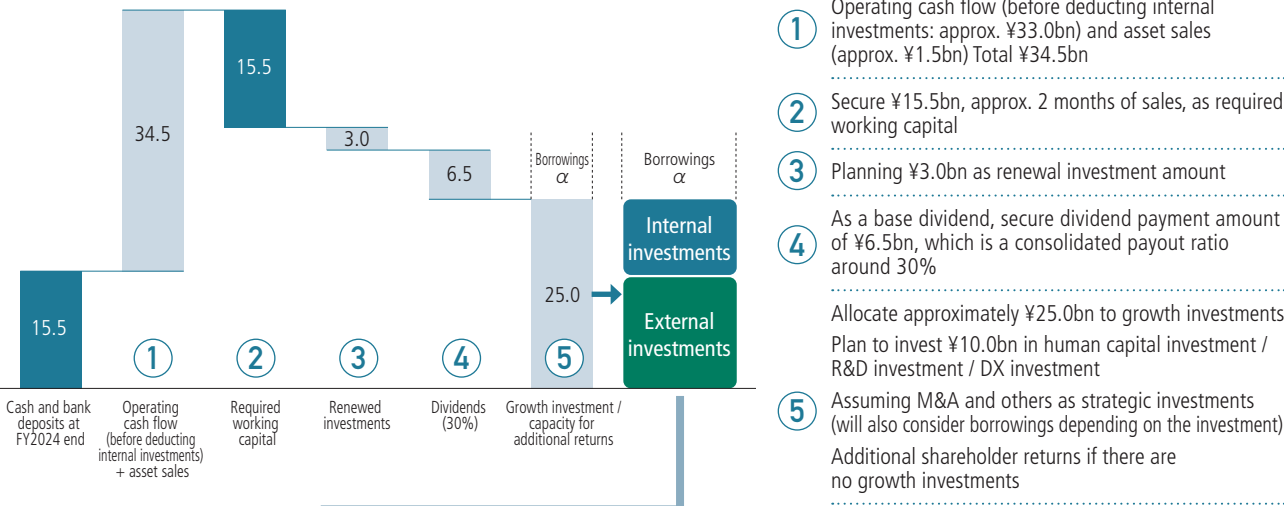 15.5
34.5
15.5
3.0
6.5
Borrowings
α
25.0
Borrowings
α
Internal
investments
External
investments
1
2
3
4
5
Cash and bank
deposits at
FY2024 end
Operating
cash flow
(before deducting
internal investments)
+ asset sales
Required
working
capital
Renewed
investments
Dividends
(30%)
Growth investment /
capacity for
additional returns
1
Operating cash flow (before deducting internal
investments: approx. ¥33.0bn) and asset sales
(approx. ¥1.5bn) Total ¥34.5bn
2
Secure ¥15.5bn, approx. 2 months of sales, as required
working capital
3
Planning ¥3.0bn as renewal investment amount
4
As a base dividend, secure dividend payment amount
of ¥6.5bn, which is a consolidated payout ratio
around 30%
5
Allocate approximately ¥25.0bn to growth investments
Plan to invest ¥10.0bn in human capital investment /
R&D investment / DX investment
Assuming M&A and others as strategic investments
(will also consider borrowings depending on the investment)
Additional shareholder returns if there are
no growth investments